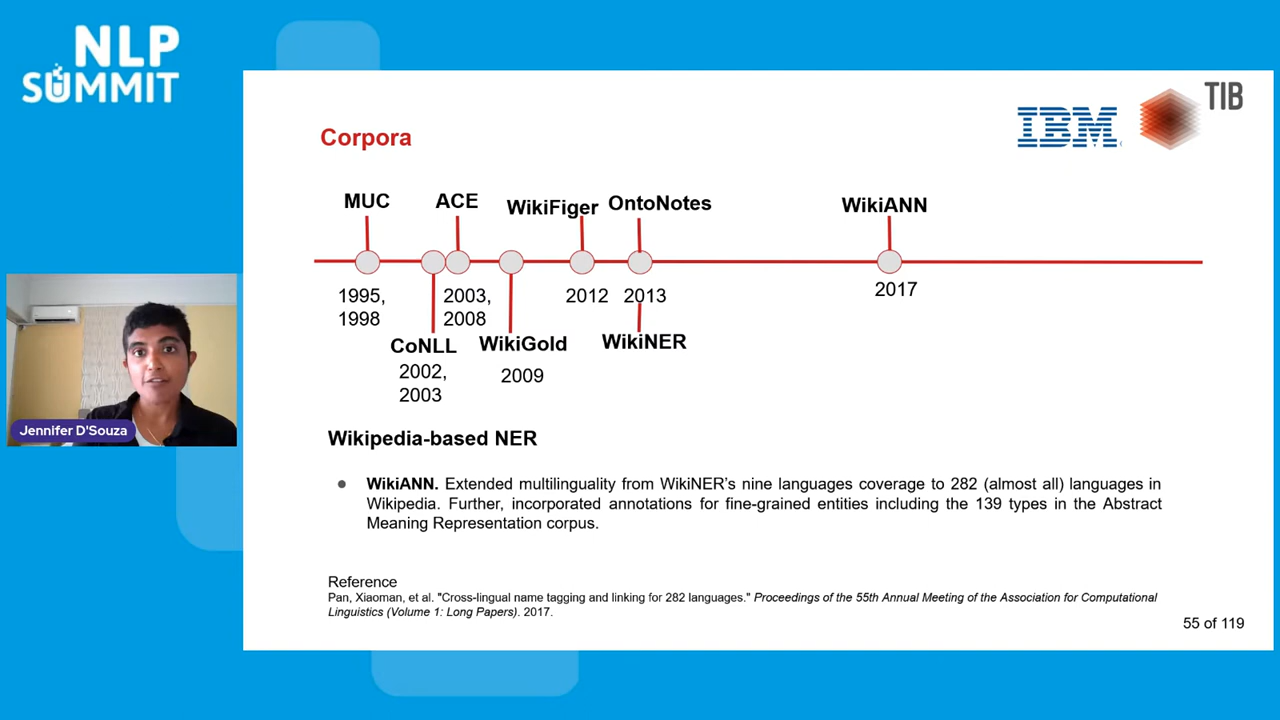 NLP
SUMMIT
IBM
TIB
Corpora
MUC
ACE
WikiFiger
OntoNotes
WikiANN
1995,
1998
2003,
2008
2012
2013
2017
CoNLL
2002,
2003
WikiGold
2009
WikiNER
Jennifer D'Souza
Wikipedia-based NER
● WikiANN. Extended multilinguality from WikiNER's nine languages coverage to 282 (almost all) languages in
Wikipedia. Further, incorporated annotations for fine-grained entities including the 139 types in the Abstract
Meaning Representation corpus.
Reference
Pan, Xiaoman, et al. "Cross-lingual name tagging and linking for 282 languages." Proceedings of the 55th Annual Meeting of the Association for Computational
Linguistics (Volume 1: Long Papers). 2017.
55 of 119